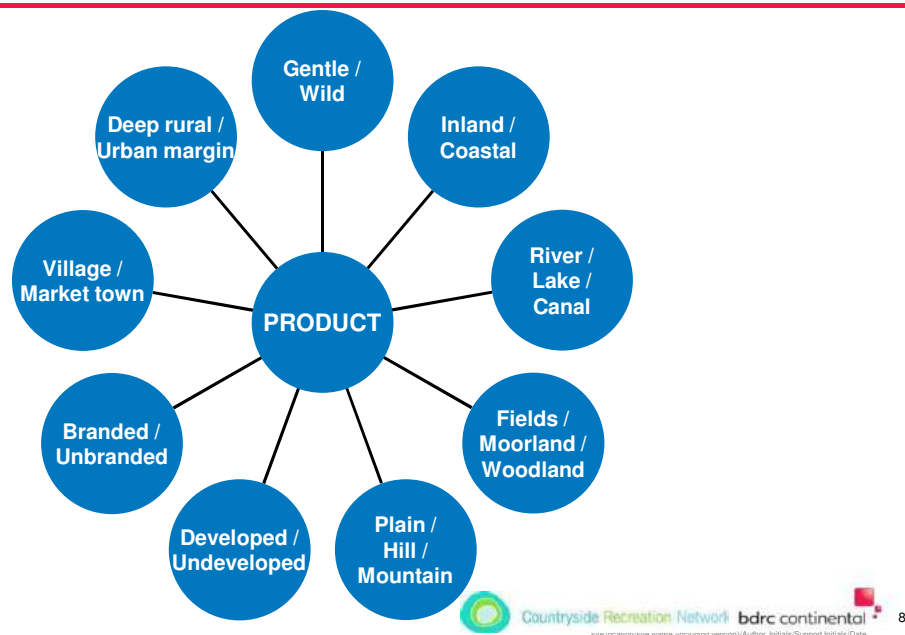 Gentle /
Wild
Inland /
Coastal
River /
Lake /
Canal
Fields /
Moorland /
Woodland
Plain /
Hill /
Mountain
Developed /
Undeveloped
Branded /
Unbranded
Village /
Market town
Deep rural /
Urban margin
PRODUCT
Countryside Recreation Network
bdrc continental
8